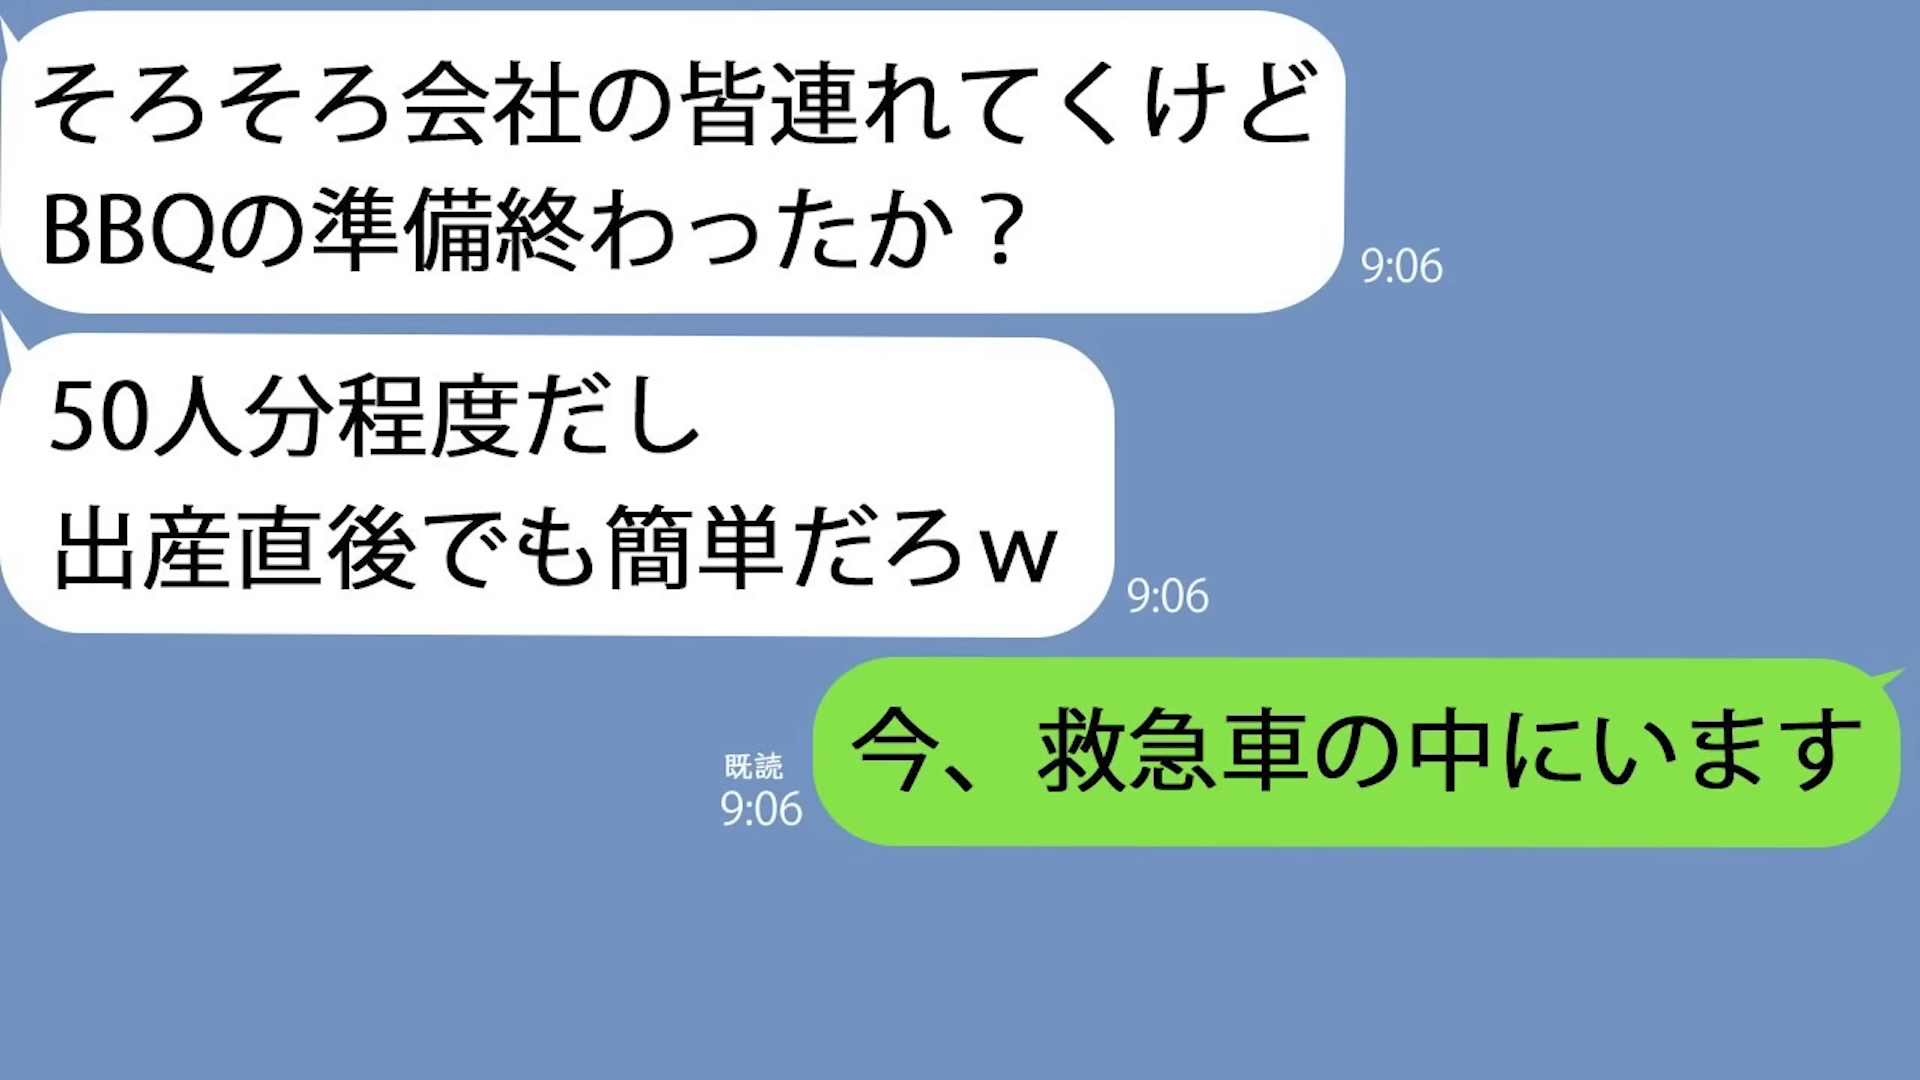 そろそろ会社の皆連れてくけど
BBQの準備終わったか？
9:06
50人分程度だし
出産直後でも簡単だろｗ
9:06
今、救急車の中にいます
既読
9:06